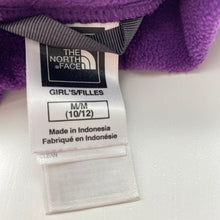 THE
NORTH
FACE
GIRL'S/FILLES
M/M
(10/12)
Made in Indonesia
Fabriqué en Indonésie